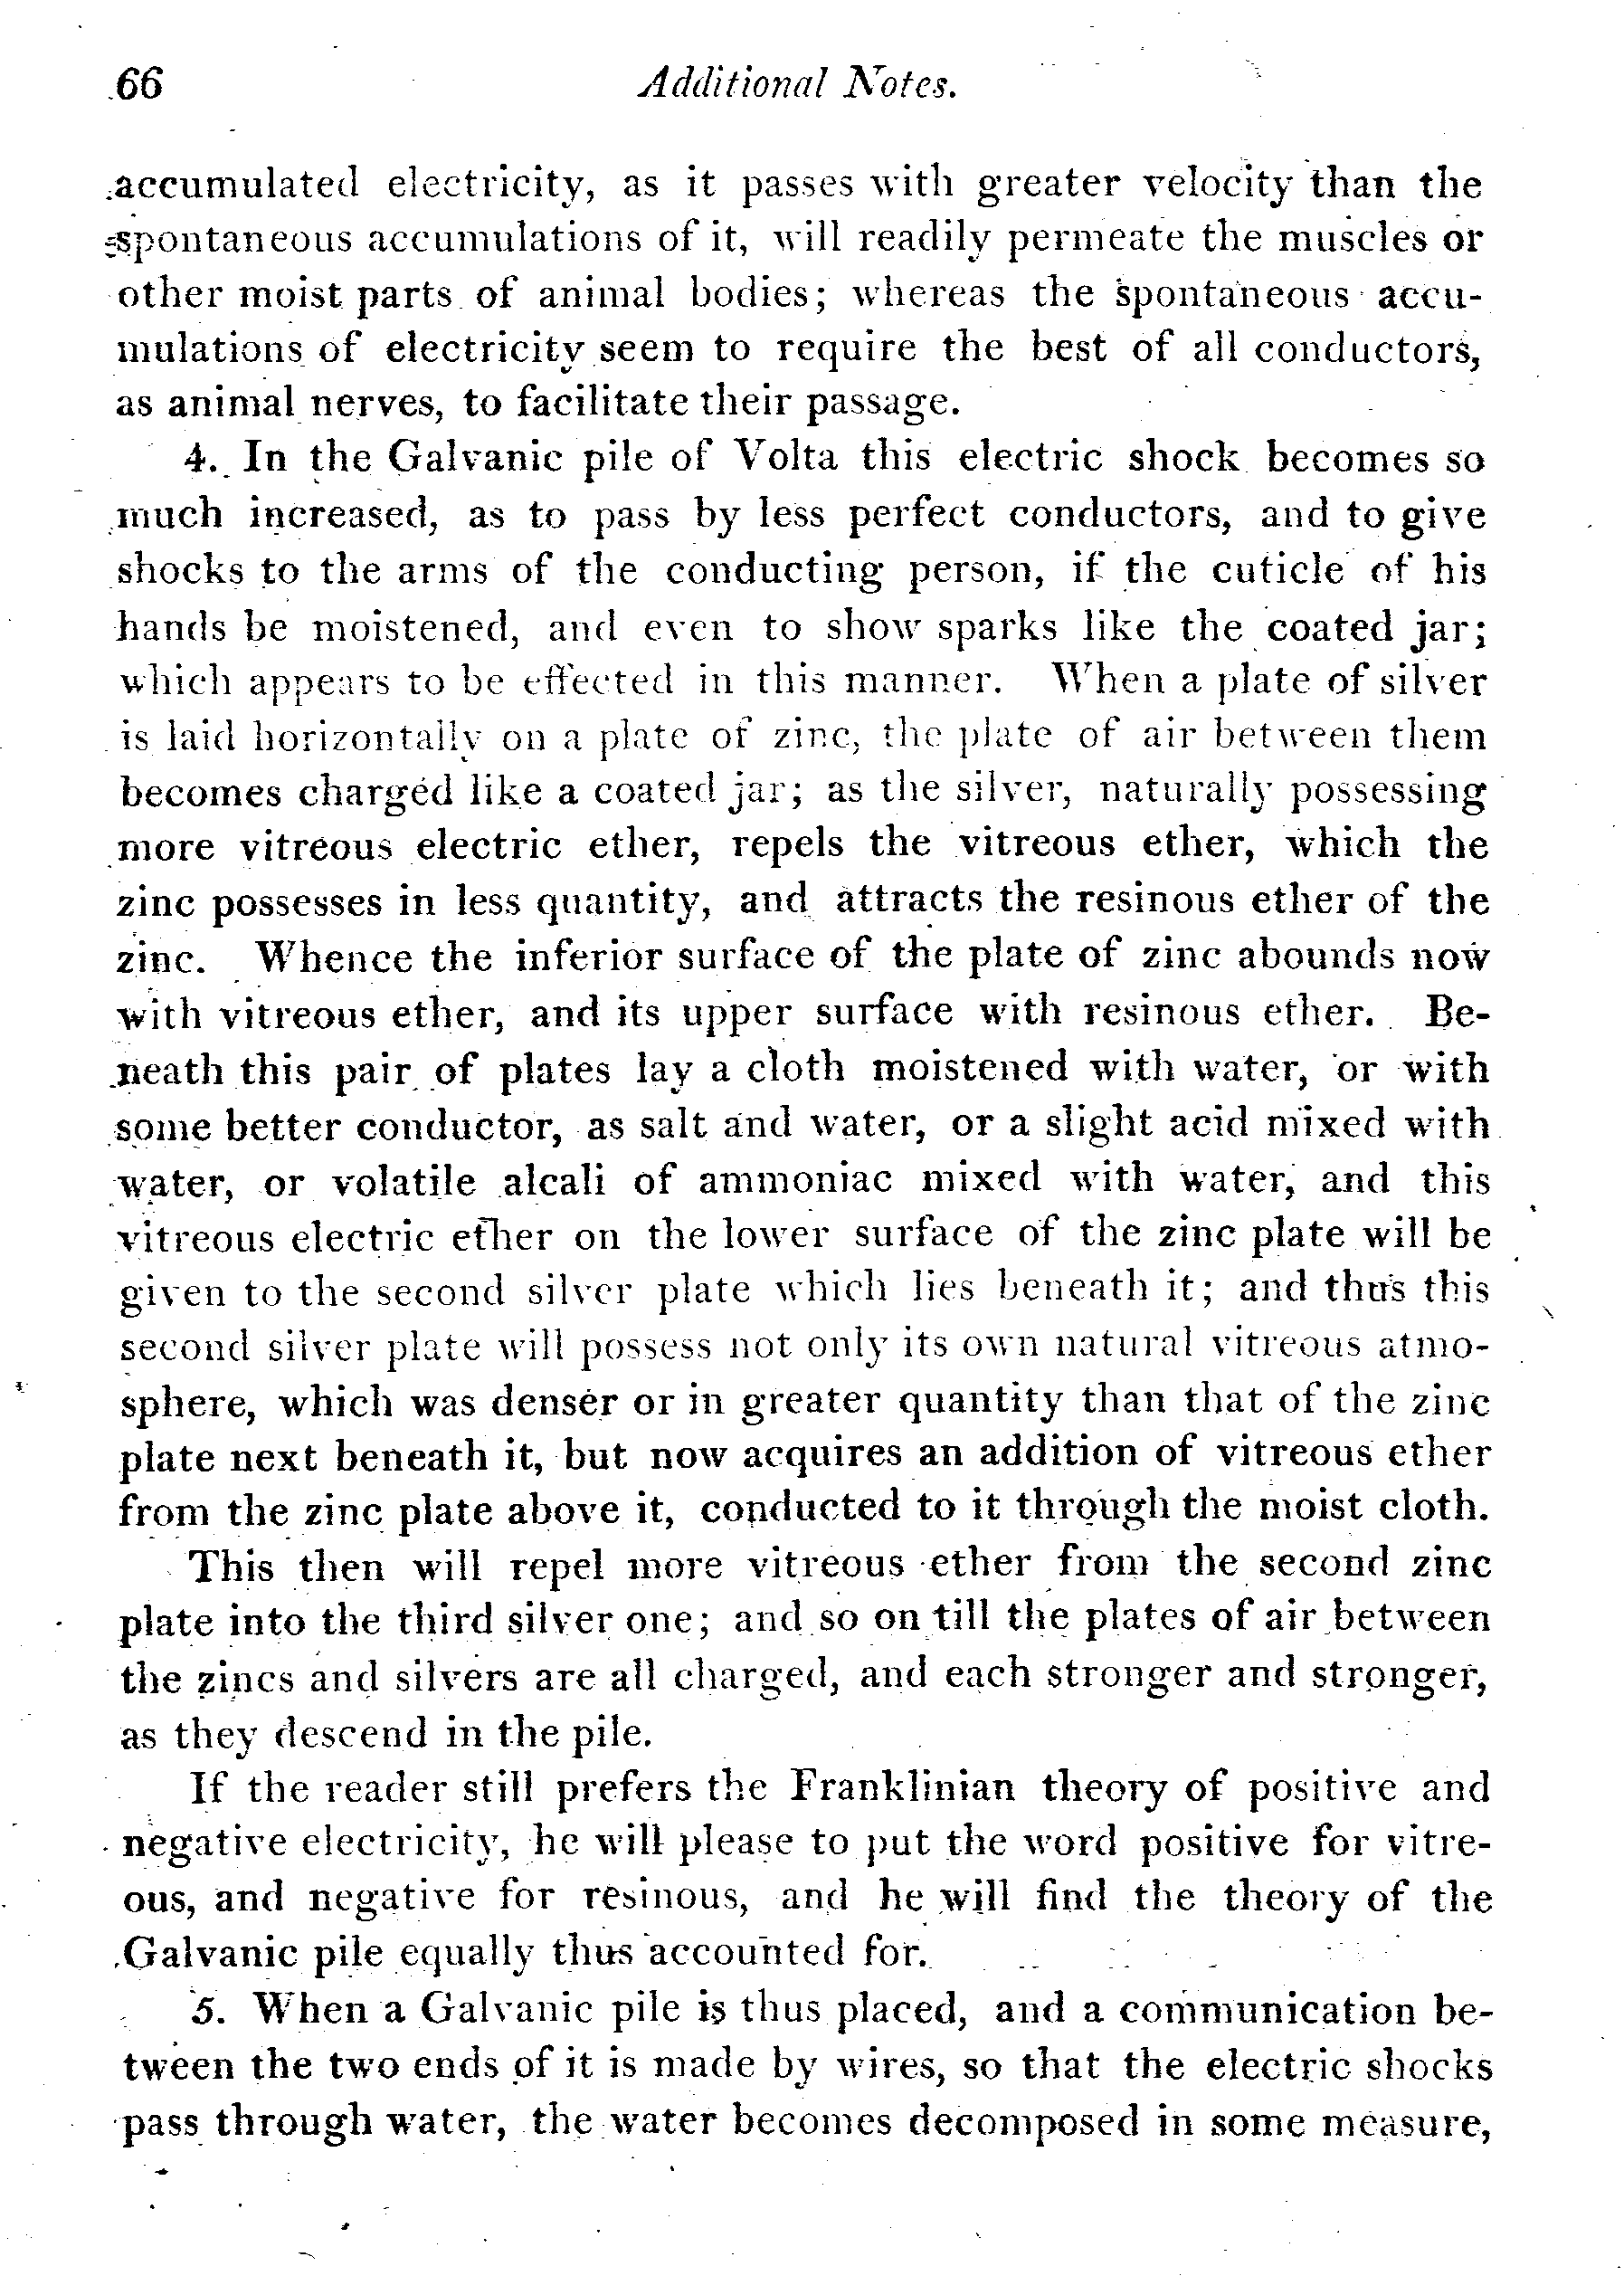 66 Additional Notes.
accumulated electricity, as it passes with greater velocity than the
spontaneous accumulations of it, will readily permeate the muscles or
other moist parts of animal bodies; whereas the spontaneous accu-
mulations of electricity seem to require the best of all conductors,
as animal nerves, to facilitate their passage.
4. In the Galvanic pile of Volta this electric shock becomes so
much increased, as to pass by less perfect conductors, and to give
shocks to the arms of the conducting person, if the cuticle of his
hands be moistened, and even to show sparks like the coated jar;
which appears to be effected in this manner. When a plate of silver
is laid horizontally on a plate of zinc, the plate of air between them
becomes charged like a coated jar; as the silver, naturally possessing
more vitreous electric ether, repels the vitreous ether, which the
zinc possesses in less quantity, and attracts the resinous ether of the
zinc. Whence the inferior surface of the plate of zinc abounds now
with vitreous ether, and its upper surface with resinous ether. Be-
neath this pair of plates lay a cloth moistened with water, or with
some better conductor, as salt and water, or a slight acid mixed with
water, or volatile alcali of ammoniac mixed with water, and this
vitreous electric ether on the lower surface of the zinc plate will be
given to the second silver plate which lies beneath it; and thus this
second silver plate will possess not only its own natural vitreous atmo-
sphere, which was denser or in greater quantity than that of the zinc
plate next beneath it, but now acquires an addition of vitreous ether
from the zinc plate above it, conducted to it through the moist cloth.
This then will repel more vitreous ether from the second zinc
plate into the third silver one; and so on till the plates of air between
the zincs and silvers are all charged, and each stronger and stronger,
as they descend in the pile.
If the reader still prefers the Franklinian theory of positive and
negative electricity, he will please to put the word positive for vitre-
ous, and negative for resinous, and he will find the theory of the
Galvanic pile equally thus accounted for.
5. When a Galvanic pile is thus placed, and a communication be-
tween the two ends of it is made by wires, so that the electric shocks
pass through water, the water becomes decomposed in some measure,